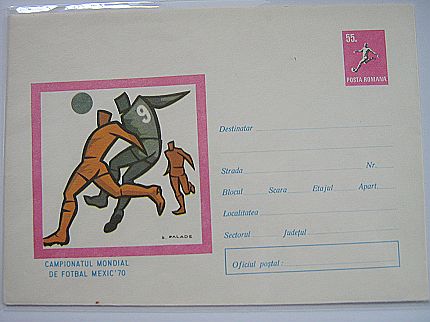 55.
POSTA ROMANA
9
E. PALADE
CAMPIONATUL MONDIAL
DE FOTBAL MEXIC '70
Destinatar
Strada Nr.
Blocul Scara Etajul Apart.
Localitatea
Sectorul Județul
Oficiul poștal :